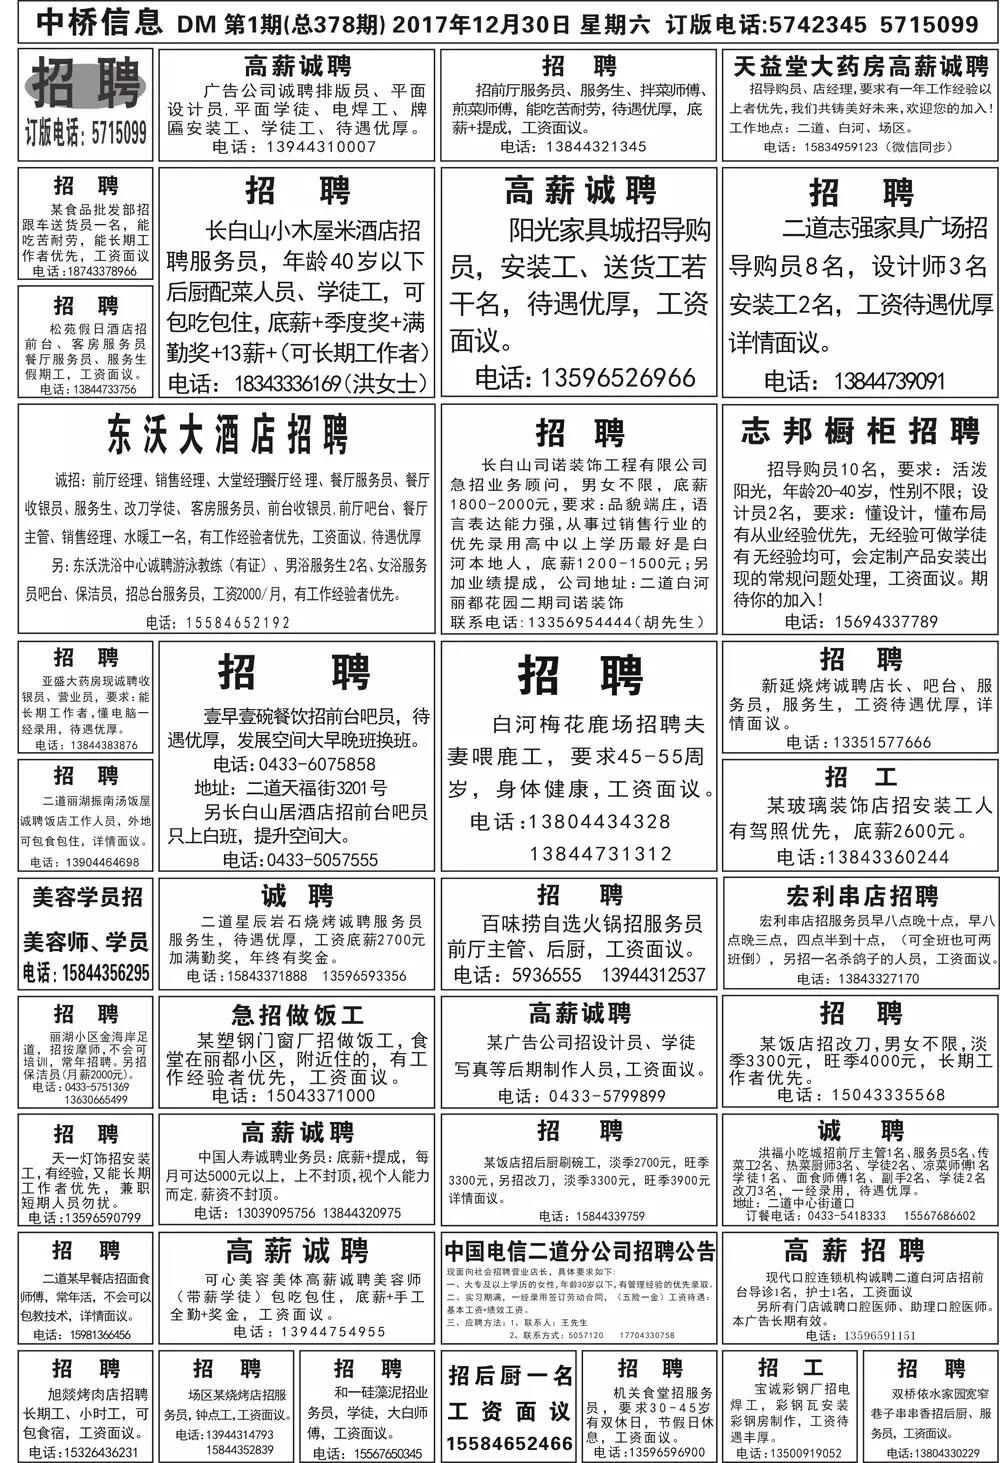 中桥信息 DM 第1期(总378期) 2017年12月30日 星期六 订版电话:5742345 5715099
招聘
订版电话：5715099
高薪诚聘
广告公司诚聘排版员、平面
设计员,平面学徒、电焊工、牌
匾安装工、学徒工、待遇优厚。
电话：13944310007
招 聘
招前厅服务员、服务生、拌菜师傅、
煎菜师傅，能吃苦耐劳，待遇优厚，底
薪+提成，工资面议。
电话：13844321345
天益堂大药房高薪诚聘
招导购员、店经理,要求有一年工作经验以
上者优先,我们共铸美好未来,欢迎您的加入！
工作地点：二道、白河、场区。
电话：15834959123（微信同步）
招 聘
某食品批发部招
跟车送货员一名，能
吃苦耐劳，能长期工
作者优先，工资面议
电话:18743378966
招 聘
松苑假日酒店招
前台、客房服务员
餐厅服务员、服务生
假期工，工资面议。
电话:13844733756
招 聘
长白山小木屋米酒店招
聘服务员，年龄40岁以下
后厨配菜人员、学徒工，可
包吃包住，底薪+季度奖+满
勤奖+13薪+(可长期工作者)
电话：18343336169(洪女士)
高薪诚聘
阳光家具城招导购
员，安装工、送货工若
干名，待遇优厚，工资
面议。
电话:13596526966
招 聘
二道志强家具广场招
导购员8名，设计师3名
安装工2名，工资待遇优厚
详情面议。
电话：13844739091
东沃大酒店招聘
诚招：前厅经理、销售经理、大堂经理餐厅经 理、餐厅服务员、餐厅
收银员、服务生、改刀学徒、 客房服务员、前台收银员,前厅吧台、餐厅
主管、销售经理、水暖工一名，有工作经验者优先，工资面议, 待遇优厚
另：东沃洗浴中心诚聘游泳教练（有证）、男浴服务生2名、女浴服务
员吧台、保洁员，招总台服务员，工资2000/月，有工作经验者优先。
电话：15584652192
招 聘
长白山司诺装饰工程有限公司
急招业务顾问，男女不限，底薪
1800-2000元,要求:品貌端庄，语
言表达能力强,从事过销售行业的
优先录用高中以上学历最好是白
河本地人，底薪1200-1500元;另
加业绩提成，公司地址:二道白河
丽都花园二期司诺装饰
联系电话:13356954444(胡先生)
志邦橱柜招聘
招导购员10名，要求：活泼
阳光，年龄20-40岁，性别不限；设
计员2名，要求：懂设计，懂布局
有从业经验优先，无经验可做学徒
有无经验均可，会定制产品安装出
现的常规问题处理，工资面议。期
待你的加入！
电话：15694337789
招 聘
亚盛大药房现诚聘收
银员、营业员，要求：能
长期工作者,懂电脑一
经录用，待遇优厚。
电话：13844383876
招 聘
二道丽湖振南汤饭屋
诚聘饭店工作人员，外地
可包食包住，详情面议。
电话：13904464698
招 聘
壹早壹碗餐饮招前台吧员，待
遇优厚，发展空间大早晚班换班。
电话:0433-6075858
地址：二道天福街3201号
另长白山居酒店招前台吧员
只上白班，提升空间大。
电话:0433-5057555
招 聘
白河梅花鹿场招聘夫
妻喂鹿工，要求45-55周
岁，身体健康,工资面议。
电话:13804434328
13844731312
招 聘
新延烧烤诚聘店长、吧台、服
务员，服务生，工资待遇优厚，详
情面议。
电话：13351577666
招 工
某玻璃装饰店招安装工人
有驾照优先，底薪2600元。
电话:13843360244
美容学员招
美容师、学员
电话：15844356295
诚 聘
二道星辰岩石烧烤诚聘服务员
服务生，待遇优厚，工资底薪2700元
加满勤奖，年终有奖金。
电话：15843371888 13596593356
招 聘
百味捞自选火锅招服务员
前厅主管、后厨，工资面议。
电话：5936555 13944312537
宏利串店招聘
宏利串店招服务员早八点晚十点，早八
点晚三点，四点半到十点，（可全班也可两
班倒），另招一名杀鸽子的人员，工资面议。
电话：13843327170
招 聘
丽湖小区金海岸足
道，招按摩师,不会可
培训，常年招聘。另招
保洁员(月薪2000元)。
电话:0433-5751369
13630665499
急招做饭工
某塑钢门窗厂招做饭工，食
堂在丽都小区，附近住的，有工
作经验者优先，工资面议。
电话：15043371000
高薪诚聘
某广告公司招设计员、学徒
写真等后期制作人员,工资面议。
电话：0433-5799899
招 聘
某饭店招改刀,男女不限,淡
季3300元，旺季4000元，长期工
作者优先。
电话：15043335568
招 聘
天一灯饰招安装
工,有经验,又能长期
工作者优先，兼职
短期人员勿扰。
电话:13596590799
高薪诚聘
中国人寿诚聘业务员：底薪+提成，每
月可达5000元以上，上不封顶,视个人能力
而定,薪资不封顶。
电话：13039095756 13844320975
招 聘
某饭店招后厨刷碗工，淡季2700元，旺季
3300元,另招改刀，淡季3300元，旺季3900元
详情面议。
电话：15844339759
诚 聘
洪福小吃城招前厅主管1名、服务员5名、传
菜工2名、热菜厨师3名、学徒2名、凉菜师傅1名
学徒1名、面食师傅1名、副手2名、学徒2名
改刀3名，一经录用，待遇优厚。
地址：二道中心街道口
订餐电话：0433-5418333 15567686602
招 聘
二道某早餐店招面食
师傅，常年活，不会可以
包教技术，详情面议。
电话：15981366456
高薪诚聘
可心美容美体高薪诚聘美容师
（带薪学徒）包吃包住，底薪+手工
全勤+奖金，工资面议。
电话：13944754955
中国电信二道分公司招聘公告
现面向社会招聘营业店长，具体要求如下：
一、大专及以上学历的女性,年龄30岁以下,有管理经验的优先录取。
二、实习期满，一经录用签订劳动合同，（五险一金）工资待遇：
基本工资+绩效工资。
三、应聘方法：1、联系人：王先生
2、联系方式：5057120 17704330758
高薪招聘
现代口腔连锁机构诚聘二道白河店招前
台导诊1名，护士1名，工资面议
另所有门店诚聘口腔医师、助理口腔医师。
本广告长期有效。
电话：13596591151
招 聘
旭燚烤肉店招聘
长期工、小时工，可
包食宿，工资面议。
电话:15326436231
招 聘
场区某烧烤店招服
务员，钟点工,工资面议。
电话：13944314793
15844352839
招 聘
和一硅藻泥招业
务员，学徒，大白师
傅，工资面议。
电话：15567650345
招后厨一名
工资面议
15584652466
招 聘
机关食堂招服务
员，要求30-45岁
有双休日，节假日休
息，工资面议。
电话:13596596900
招 工
宝诚彩钢厂招电
焊工，彩钢瓦安装
彩钢房制作，工资待
遇丰厚。
电话:13500919052
招 聘
双桥依水家园宽窄
巷子串串香招后厨、服
务员，工资面议。
电话:13804330229